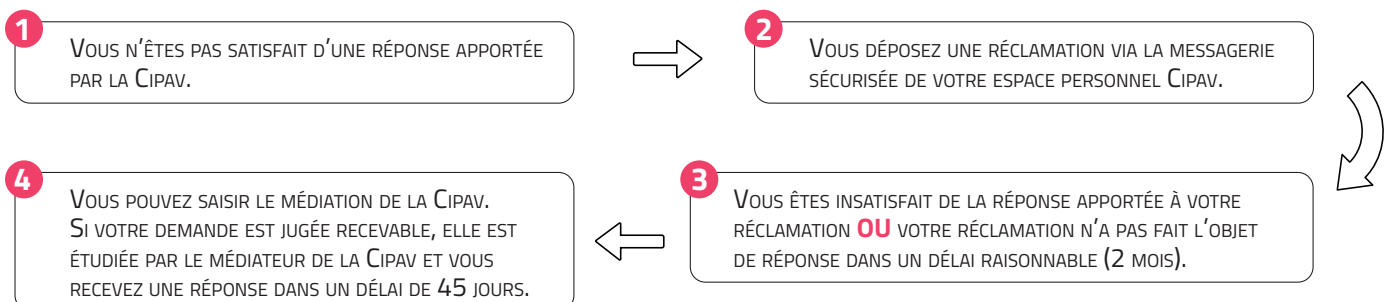 1
Vous n'êtes pas satisfait d'une réponse apportée
par la Cipav.
2
Vous déposez une réclamation via la messagerie
sécurisée de votre espace personnel Cipav.
3
Vous êtes insatisfait de la réponse apportée à votre
réclamation OU votre réclamation n'a pas fait l'objet
de réponse dans un délai raisonnable (2 mois).
4
Vous pouvez saisir le médiation de la Cipav.
Si votre demande est jugée recevable, elle est
étudiée par le médiateur de la Cipav et vous
recevez une réponse dans un délai de 45 jours.